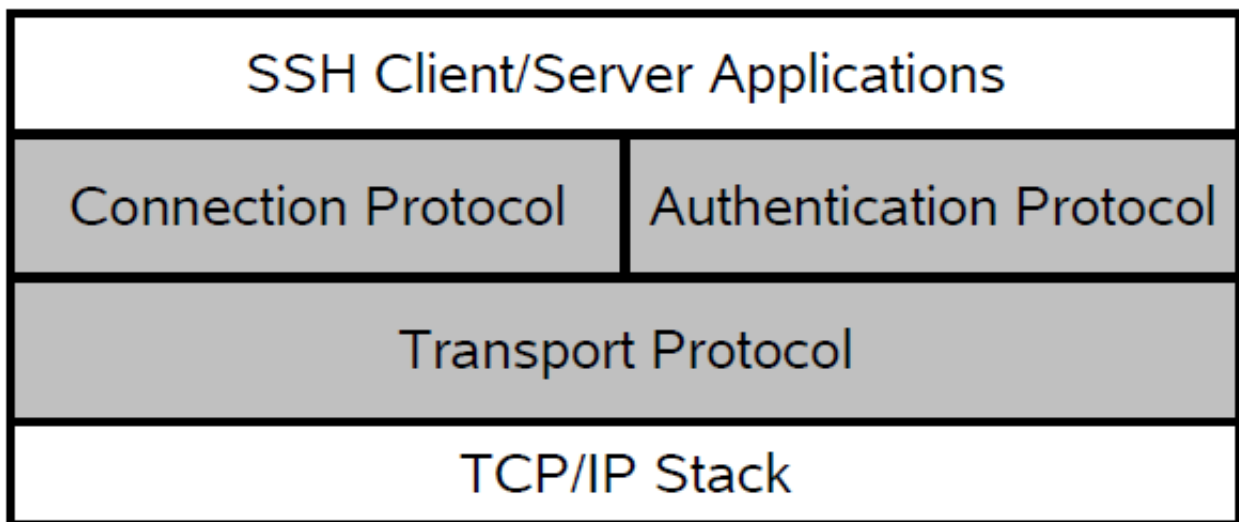 SSH Client/Server Applications
Connection Protocol
Authentication Protocol
Transport Protocol
TCP/IP Stack